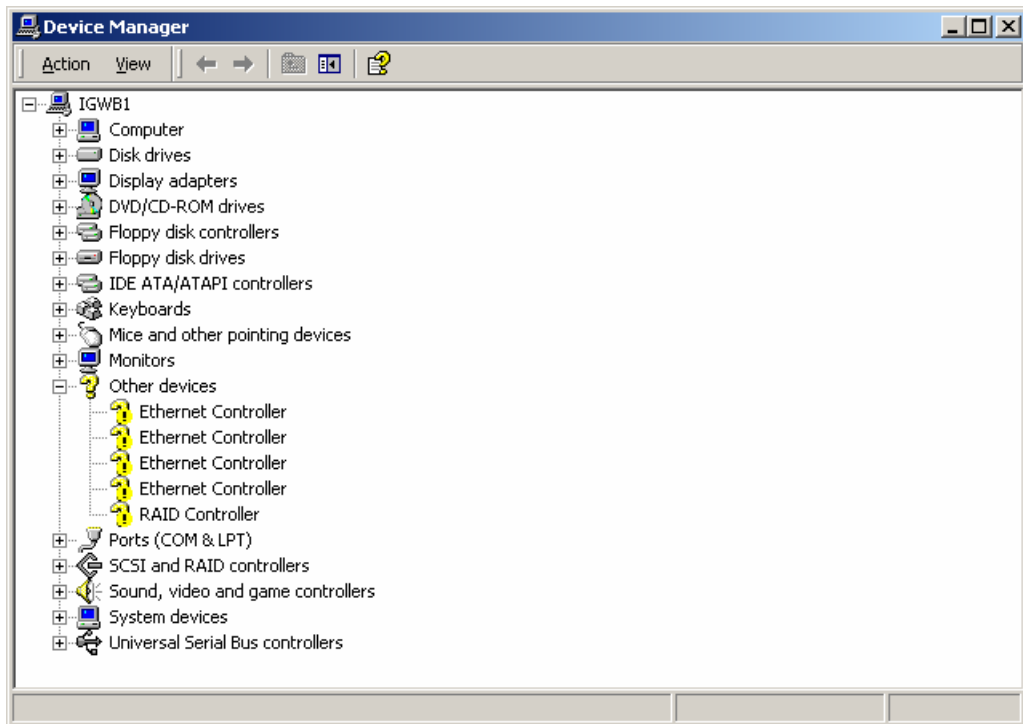 Device Manager
Action View
IGWB1
Computer
Disk drives
Display adapters
DVD/CD-ROM drives
Floppy disk controllers
Floppy disk drives
IDE ATA/ATAPI controllers
Keyboards
Mice and other pointing devices
Monitors
Other devices
Ethernet Controller
Ethernet Controller
Ethernet Controller
Ethernet Controller
RAID Controller
Ports (COM & LPT)
SCSI and RAID controllers
Sound, video and game controllers
System devices
Universal Serial Bus controllers